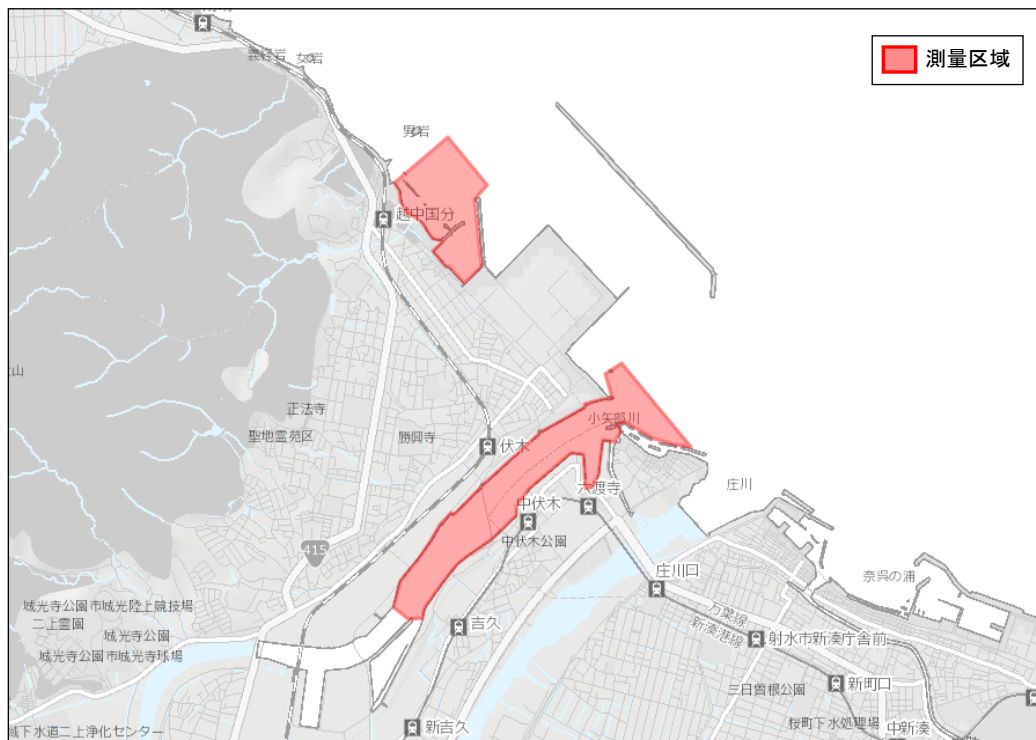 義経岩
女岩
測量区域
男岩
越中国分
山
正法寺
聖地霊苑区
勝興寺
伏木
小矢部川
六渡寺
庄川
中伏木
中伏木公園
415
庄川口
奈呉の浦
万葉線
新湊港線
城光寺公園市城光陸上競技場
二上霊園
城光寺公園
城光寺公園市城光寺球場
吉久
射水市新湊庁舎前
三日曽根公園
新町口
城下水道二上浄化センター
新吉久
桜町下水処理場
中新湊